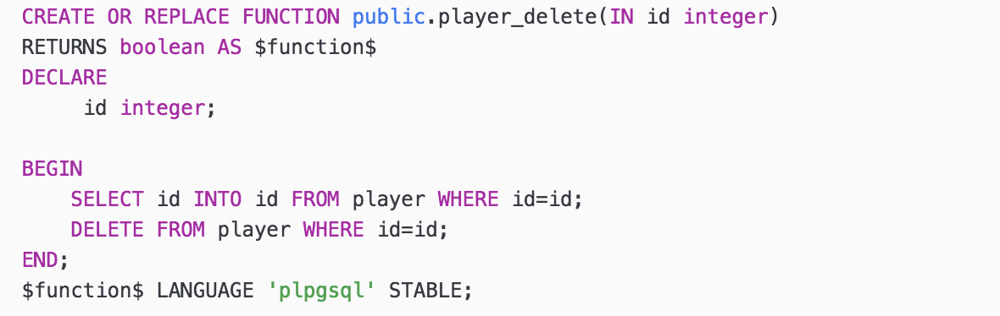 CREATE OR REPLACE FUNCTION public.player_delete(IN id integer)
RETURNS boolean AS $function$
DECLARE
     id integer;
BEGIN
    SELECT id INTO id FROM player WHERE id=id;
    DELETE FROM player WHERE id=id;
END;
$function$ LANGUAGE 'plpgsql' STABLE;